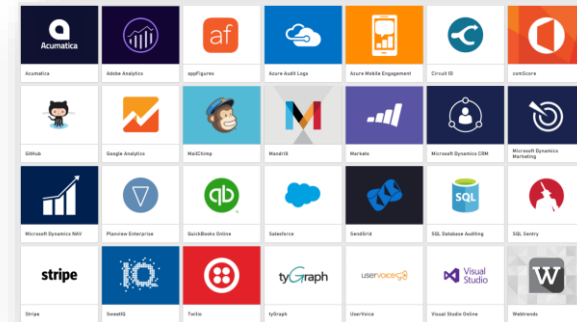 Acumatica
af
Acumatica
Adobe Analytics
appFigures
Azure Audit Logs
Azure Mobile Engagement
Circuit ID
comScore
M
GitHub
Google Analytics
MailChimp
Mandrill
Marketo
Microsoft Dynamics CRM
Microsoft Dynamics
Marketing
qb
SQL
Microsoft Dynamics NAV
Planview Enterprise
QuickBooks Online
Salesforce
SendGrid
SQL Database Auditing
SQL Sentry
stripe
IQ
tyGraph
uservoice
Visual
Studio
W
Stripe
SweetIQ
Twilio
tyGraph
UserVoice
Visual Studio Online
Webtrends